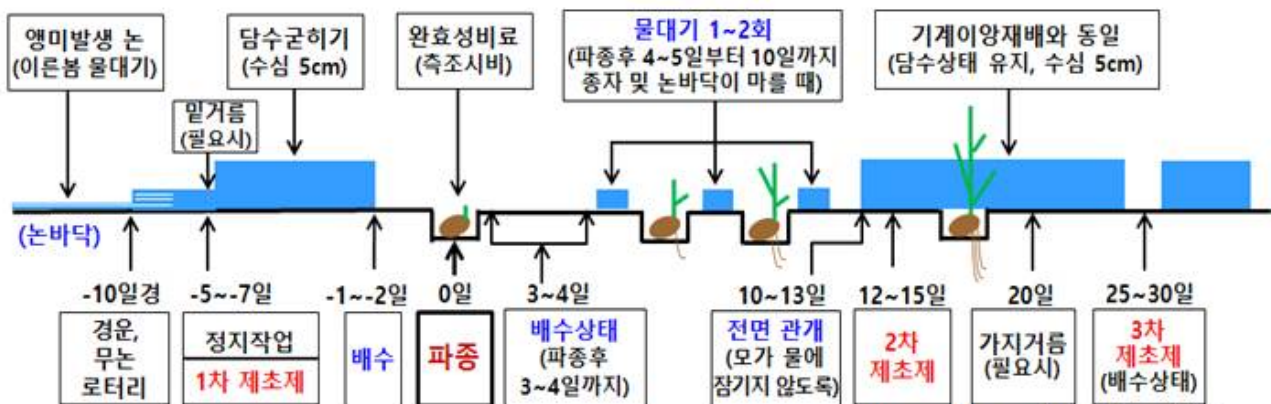 앵미발생 논
(이른봄 물대기)
담수굳히기
(수심 5cm)
완효성비료
(측조시비)
물대기 1~2회
(파종후 4~5일부터 10일까지
종자 및 논바닥이 마를 때)
기계이앙재배와 동일
(담수상태 유지, 수심 5cm)
밑거름
(필요시)
(논바닥)
-10일경
-5~-7일
-1~-2일
0일
3~4일
10~13일
12~15일
20일
25~30일
경운,
무논
로터리
정지작업
1차 제초제
배수
파종
배수상태
(파종후
3~4일까지)
전면 관개
(모가 물에
잠기지 않도록)
2차
제초제
가지거름
(필요시)
3차
제초제
(배수상태)